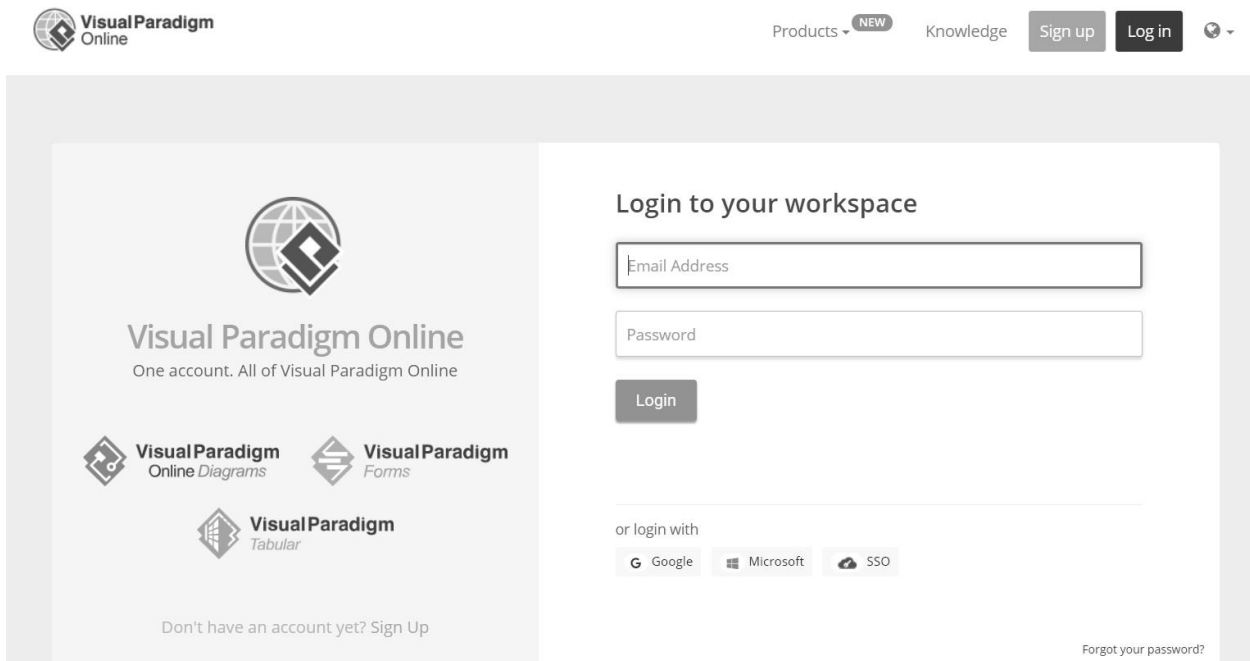 Visual Paradigm
Online
Products NEW
Knowledge
Sign up
Log in
Visual Paradigm Online
One account. All of Visual Paradigm Online
Visual Paradigm
Online Diagrams
Visual Paradigm
Forms
Visual Paradigm
Tabular
Don't have an account yet? Sign Up
Login to your workspace
Email Address
Password
Login
or login with
G Google
Microsoft
SSO
Forgot your password?